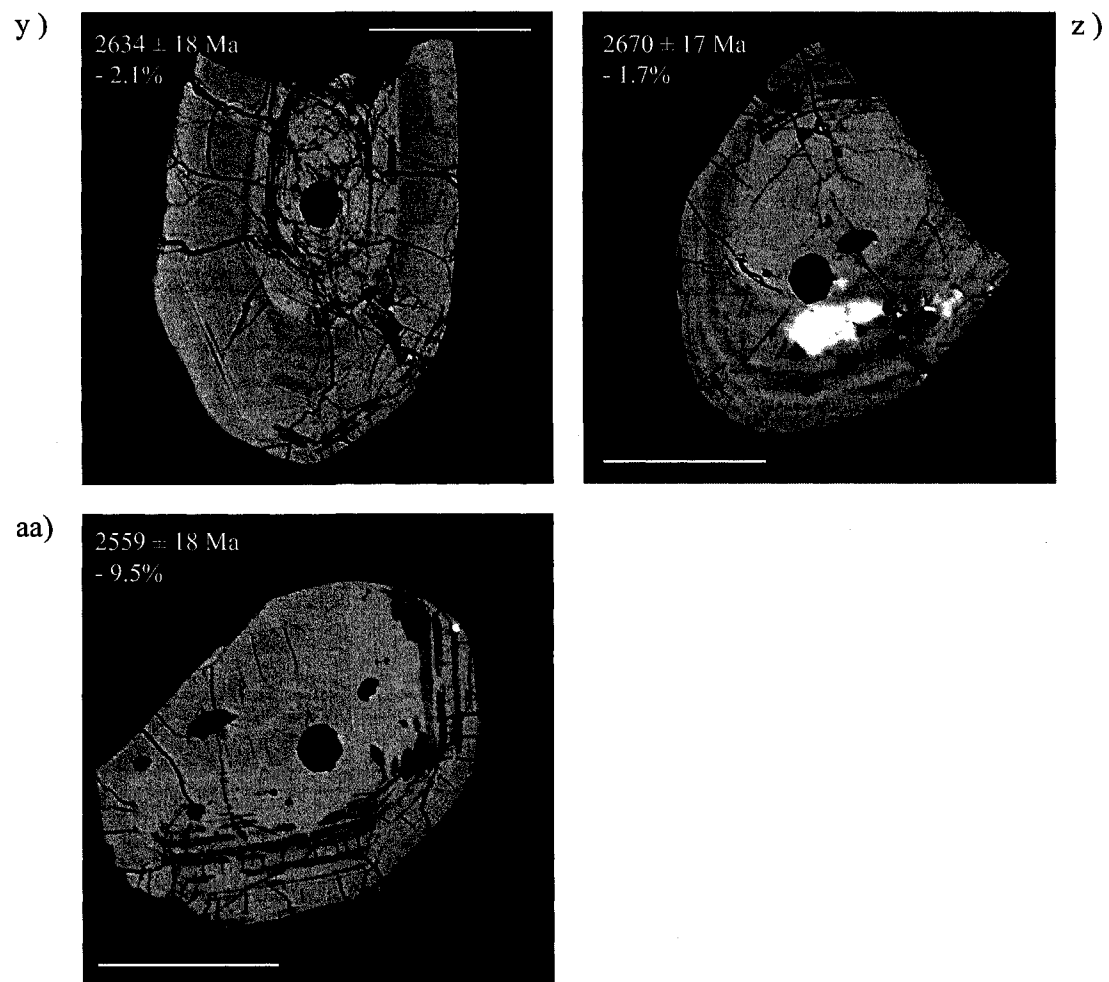 y )
2634 ± 18 Ma
- 2.1%
z )
2670 ± 17 Ma
- 1.7%
aa)
2559 ± 18 Ma
- 9.5%